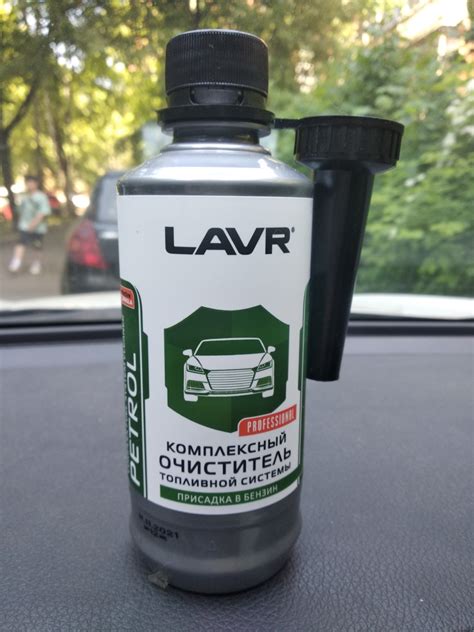 LAVR®
PROFESSIONAL
КОМПЛЕКСНЫЙ
ОЧИСТИТЕЛЬ
ТОПЛИВНОЙ СИСТЕМЫ
ПРИСАДКА В БЕНЗИН
PETROL